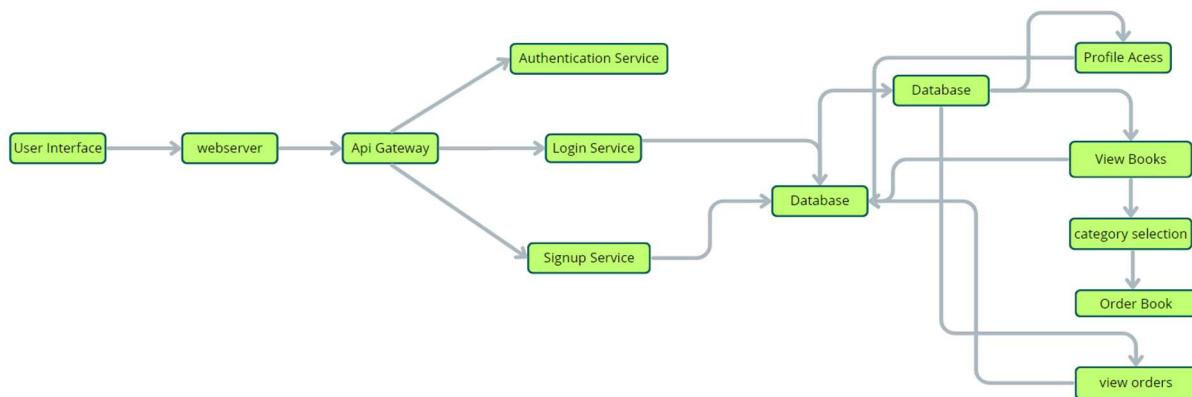 User Interface
webserver
Api Gateway
Authentication Service
Login Service
Signup Service
Database
Database
Profile Acess
View Books
category selection
Order Book
view orders